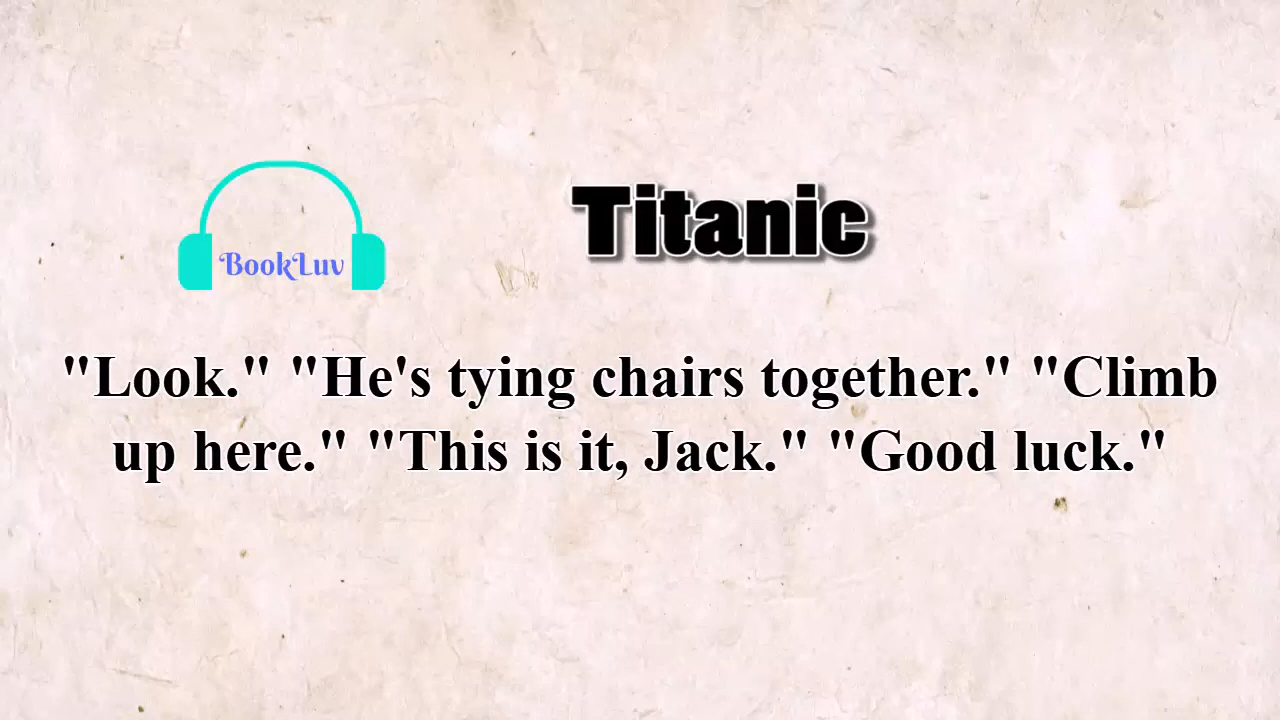 BookLuv
Titanic
"Look." "He's tying chairs together." "Climb
up here." "This is it, Jack." "Good luck."